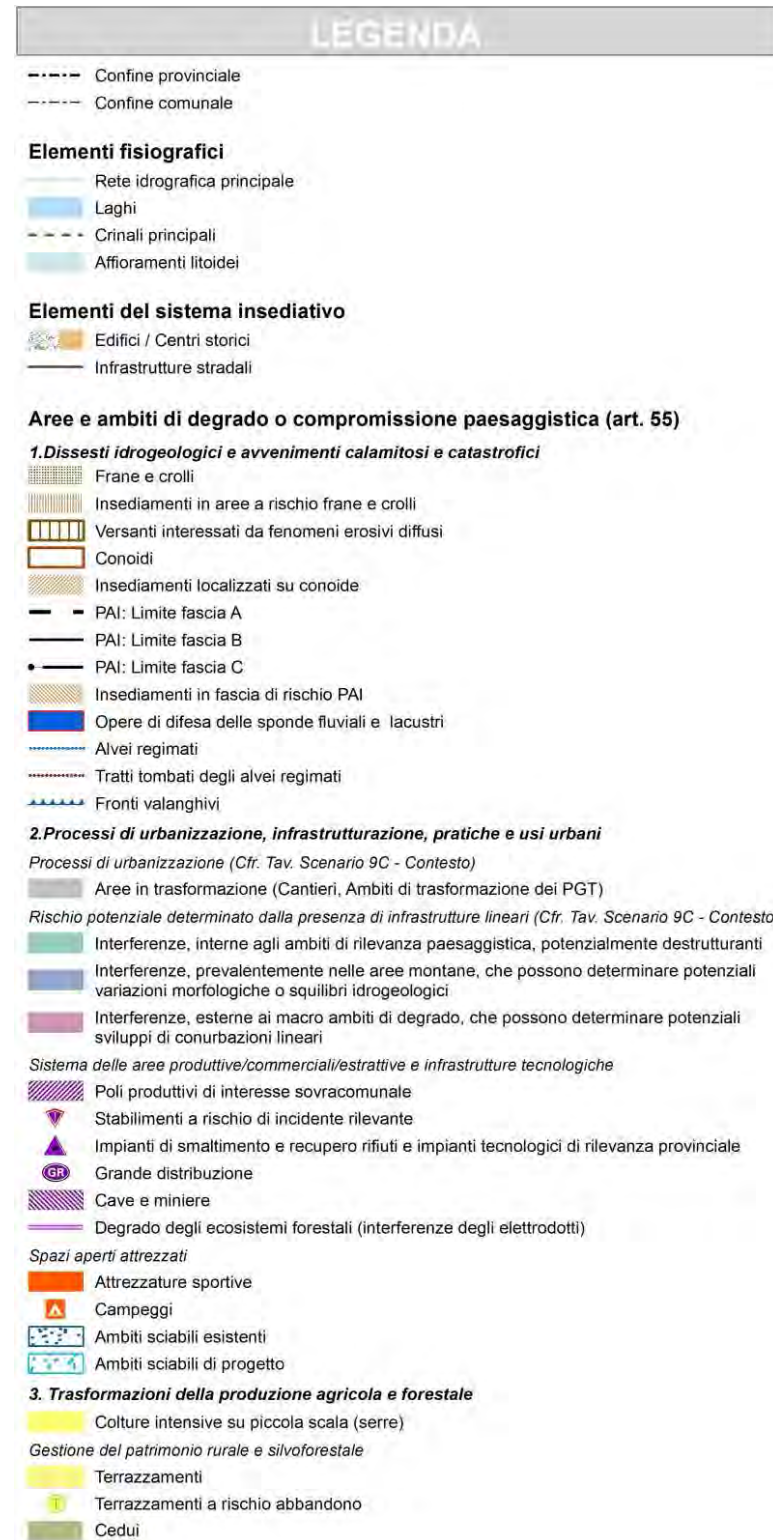 LEGENDA
Confine provinciale
Confine comunale
Elementi fisiografici
Rete idrografica principale
Laghi
Crinali principali
Affioramenti litoidei
Elementi del sistema insediativo
Edifici / Centri storici
Infrastrutture stradali
Aree e ambiti di degrado o compromissione paesaggistica (art. 55)
1.Dissesti idrogeologici e avvenimenti calamitosi e catastrofici
Frane e crolli
Insediamenti in aree a rischio frane e crolli
Versanti interessati da fenomeni erosivi diffusi
Conoidi
Insediamenti localizzati su conoide
PAI: Limite fascia A
PAI: Limite fascia B
PAI: Limite fascia C
Insediamenti in fascia di rischio PAI
Opere di difesa delle sponde fluviali e lacustri
Alvei regimati
Tratti tombati degli alvei regimati
Fronti valanghivi
2.Processi di urbanizzazione, infrastrutturazione, pratiche e usi urbani
Processi di urbanizzazione (Cfr. Tav. Scenario 9C - Contesto)
Aree in trasformazione (Cantieri, Ambiti di trasformazione dei PGT)
Rischio potenziale determinato dalla presenza di infrastrutture lineari (Cfr. Tav. Scenario 9C - Contesto
Interferenze, interne agli ambiti di rilevanza paesaggistica, potenzialmente destrutturanti
Interferenze, prevalentemente nelle aree montane, che possono determinare potenziali
variazioni morfologiche o squilibri idrogeologici
Interferenze, esterne ai macro ambiti di degrado, che possono determinare potenziali
sviluppi di conurbazioni lineari
Sistema delle aree produttive/commerciali/estrattive e infrastrutture tecnologiche
Poli produttivi di interesse sovracomunale
Stabilimenti a rischio di incidente rilevante
Impianti di smaltimento e recupero rifiuti e impianti tecnologici di rilevanza provinciale
GR Grande distribuzione
Cave e miniere
Degrado degli ecosistemi forestali (interferenze degli elettrodotti)
Spazi aperti attrezzati
Attrezzature sportive
Campeggi
Ambiti sciabili esistenti
Ambiti sciabili di progetto
3. Trasformazioni della produzione agricola e forestale
Colture intensive su piccola scala (serre)
Gestione del patrimonio rurale e silvoforestale
Terrazzamenti
T Terrazzamenti a rischio abbandono
Cedui